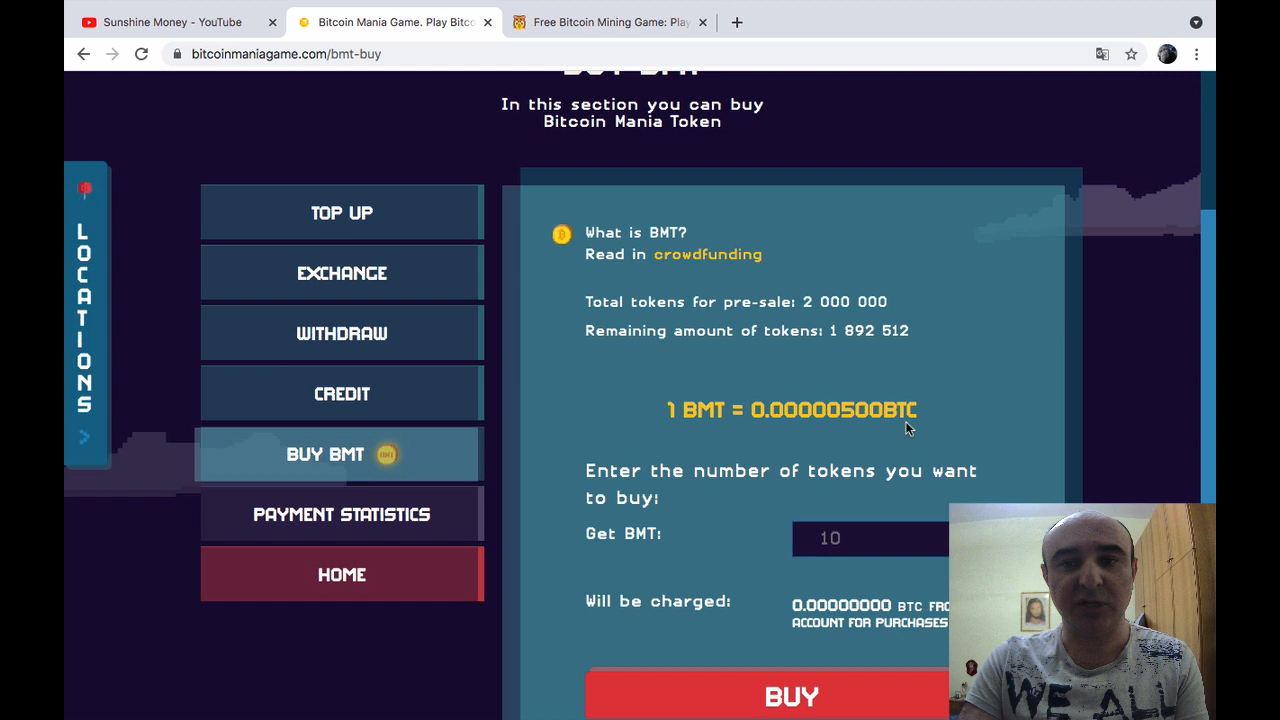 Sunshine Money - YouTube
Bitcoin Mania Game. Play Bitco
Free Bitcoin Mining Game: Play
bitcoinmaniagame.com/bmt-buy
BUY BMT
In this section you can buy
Bitcoin Mania Token
LOCATIONS
>
TOP UP
EXCHANGE
WITHDRAW
CREDIT
BUY BMT
PAYMENT STATISTICS
HOME
What is BMT?
Read in crowdfunding
Total tokens for pre-sale: 2 000 000
Remaining amount of tokens: 1 892 512
1 BMT = 0.00000500BTC
Enter the number of tokens you want
to buy:
Get BMT:
10
Will be charged:
0.00000000 BTC FRO
ACCOUNT FOR PURCHASES
BUY
WE ALL